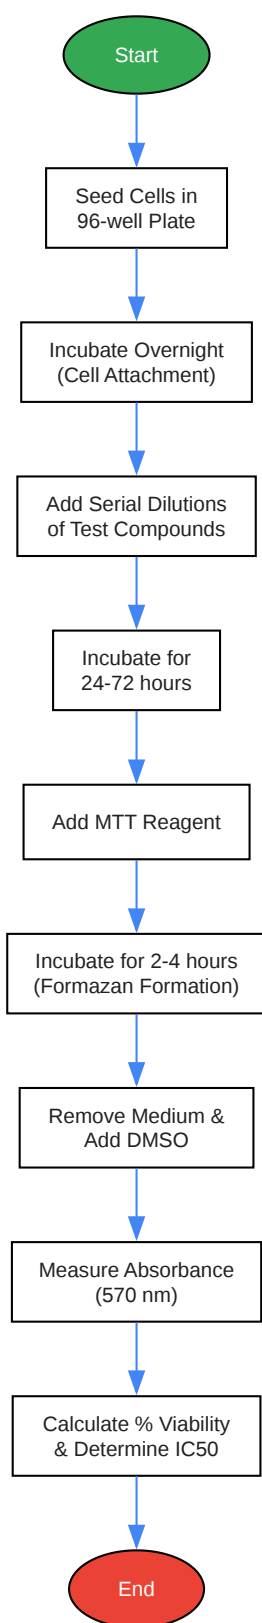 Start
Seed Cells in
96-well Plate
Incubate Overnight
(Cell Attachment)
Add Serial Dilutions
of Test Compounds
Incubate for
24-72 hours
Add MTT Reagent
Incubate for 2-4 hours
(Formazan Formation)
Remove Medium &
Add DMSO
Measure Absorbance
(570 nm)
Calculate % Viability
& Determine IC50
End